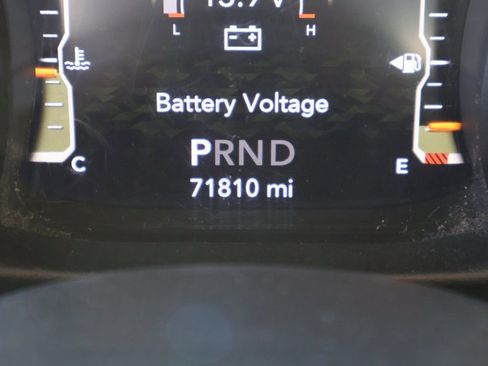 L H
Battery Voltage
C PRND E
71810 mi